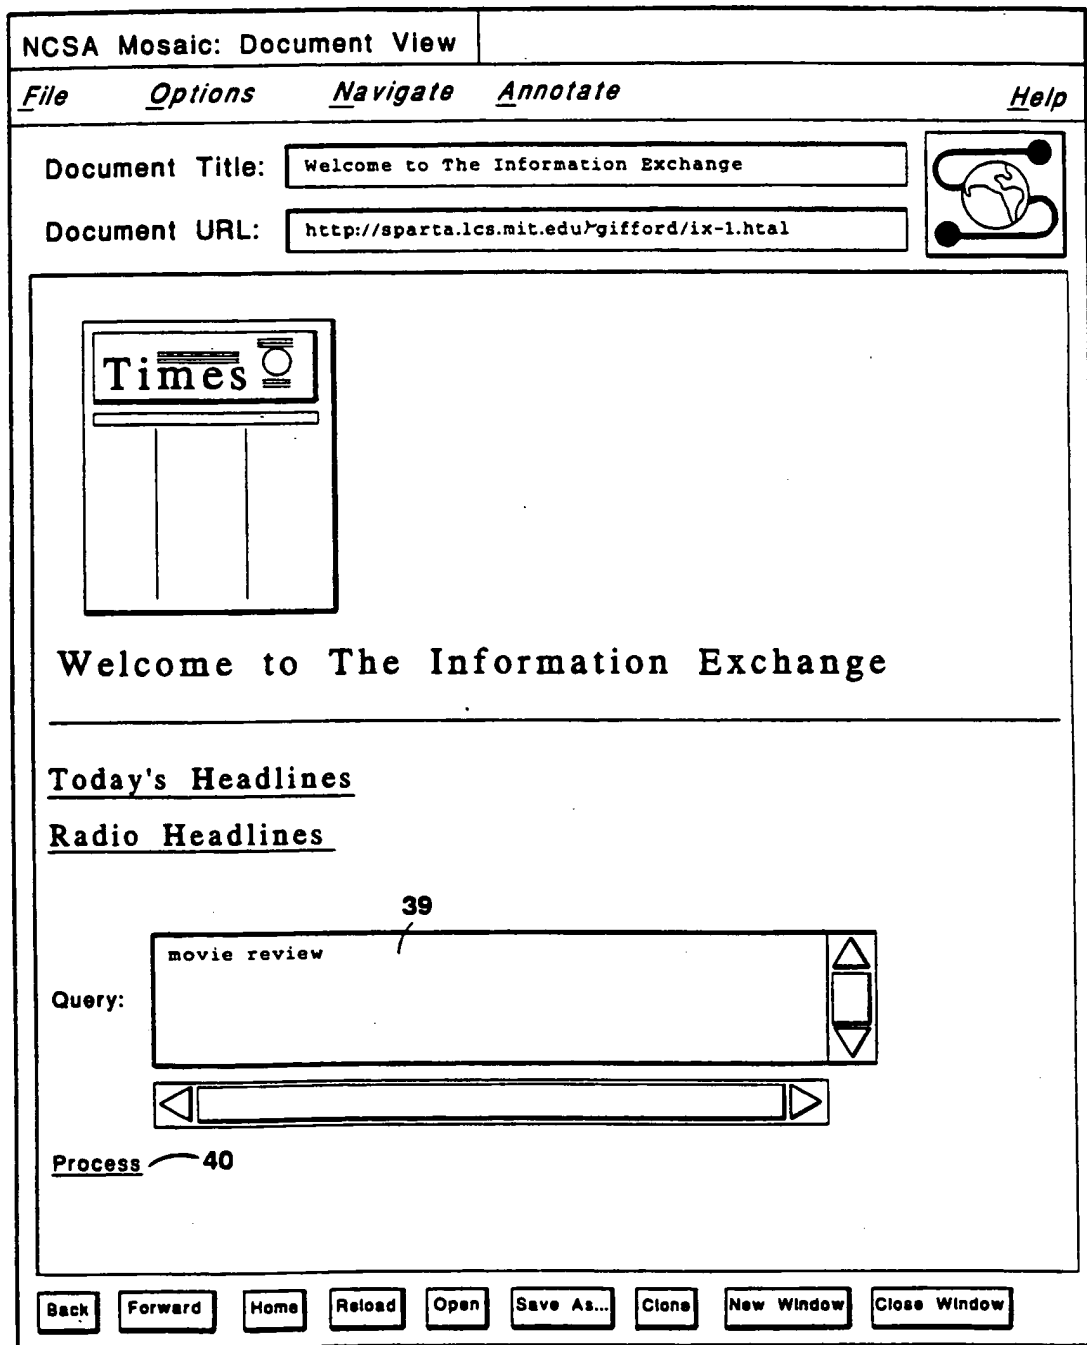 NCSA Mosaic: Document View
File Options Navigate Annotate Help
Document Title: Welcome to The Information Exchange
Document URL: http://sparta.lcs.mit.edu/~gifford/ix-1.htal
Times
Welcome to The Information Exchange
Today's Headlines
Radio Headlines
39
movie review
Query:
Process 40
Back Forward Home Reload Open Save As... Clone New Window Close Window